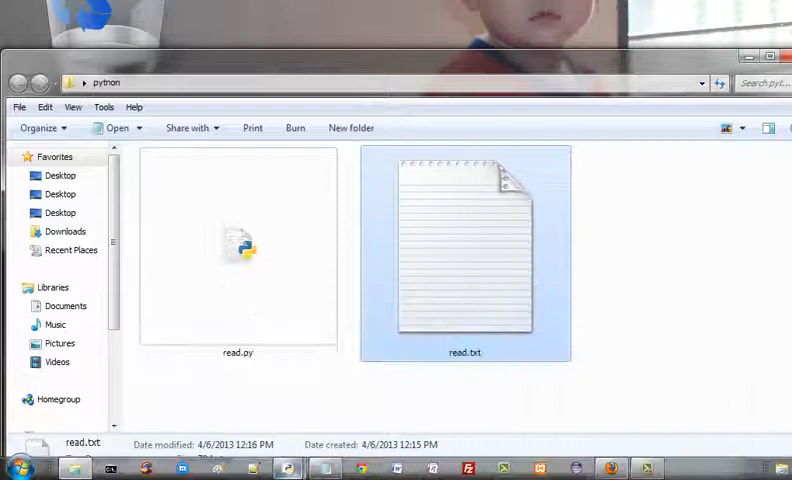 pytnon
Search pyt...
File Edit View Tools Help
Organize Open Share with Print Burn New folder
Favorites
Desktop
Desktop
Desktop
Downloads
Recent Places
Libraries
Documents
Music
Pictures
Videos
Homegroup
read.py
read.txt
read.txt Date modified: 4/6/2013 12:16 PM Date created: 4/6/2013 12:15 PM